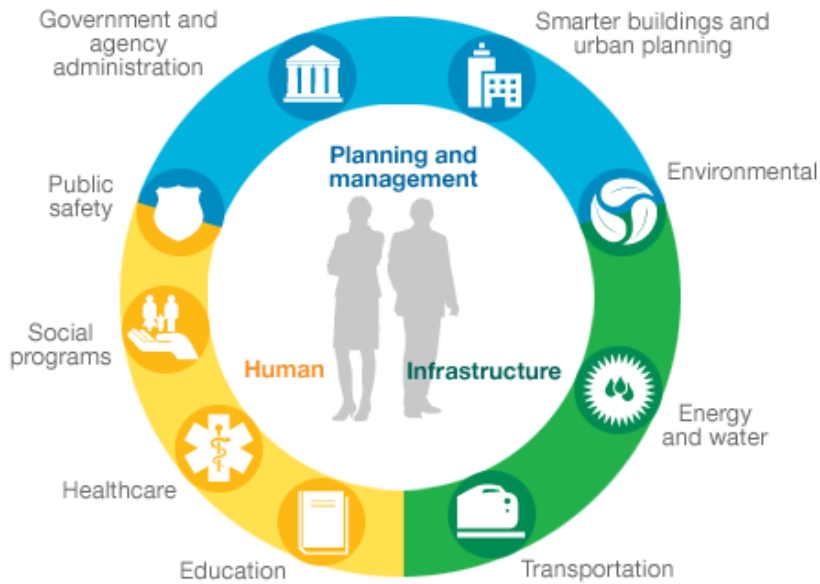 Government and
agency
administration
Smarter buildings and
urban planning
Planning and
management
Environmental
Public
safety
Social
programs
Human
Infrastructure
Energy
and water
Healthcare
Education
Transportation